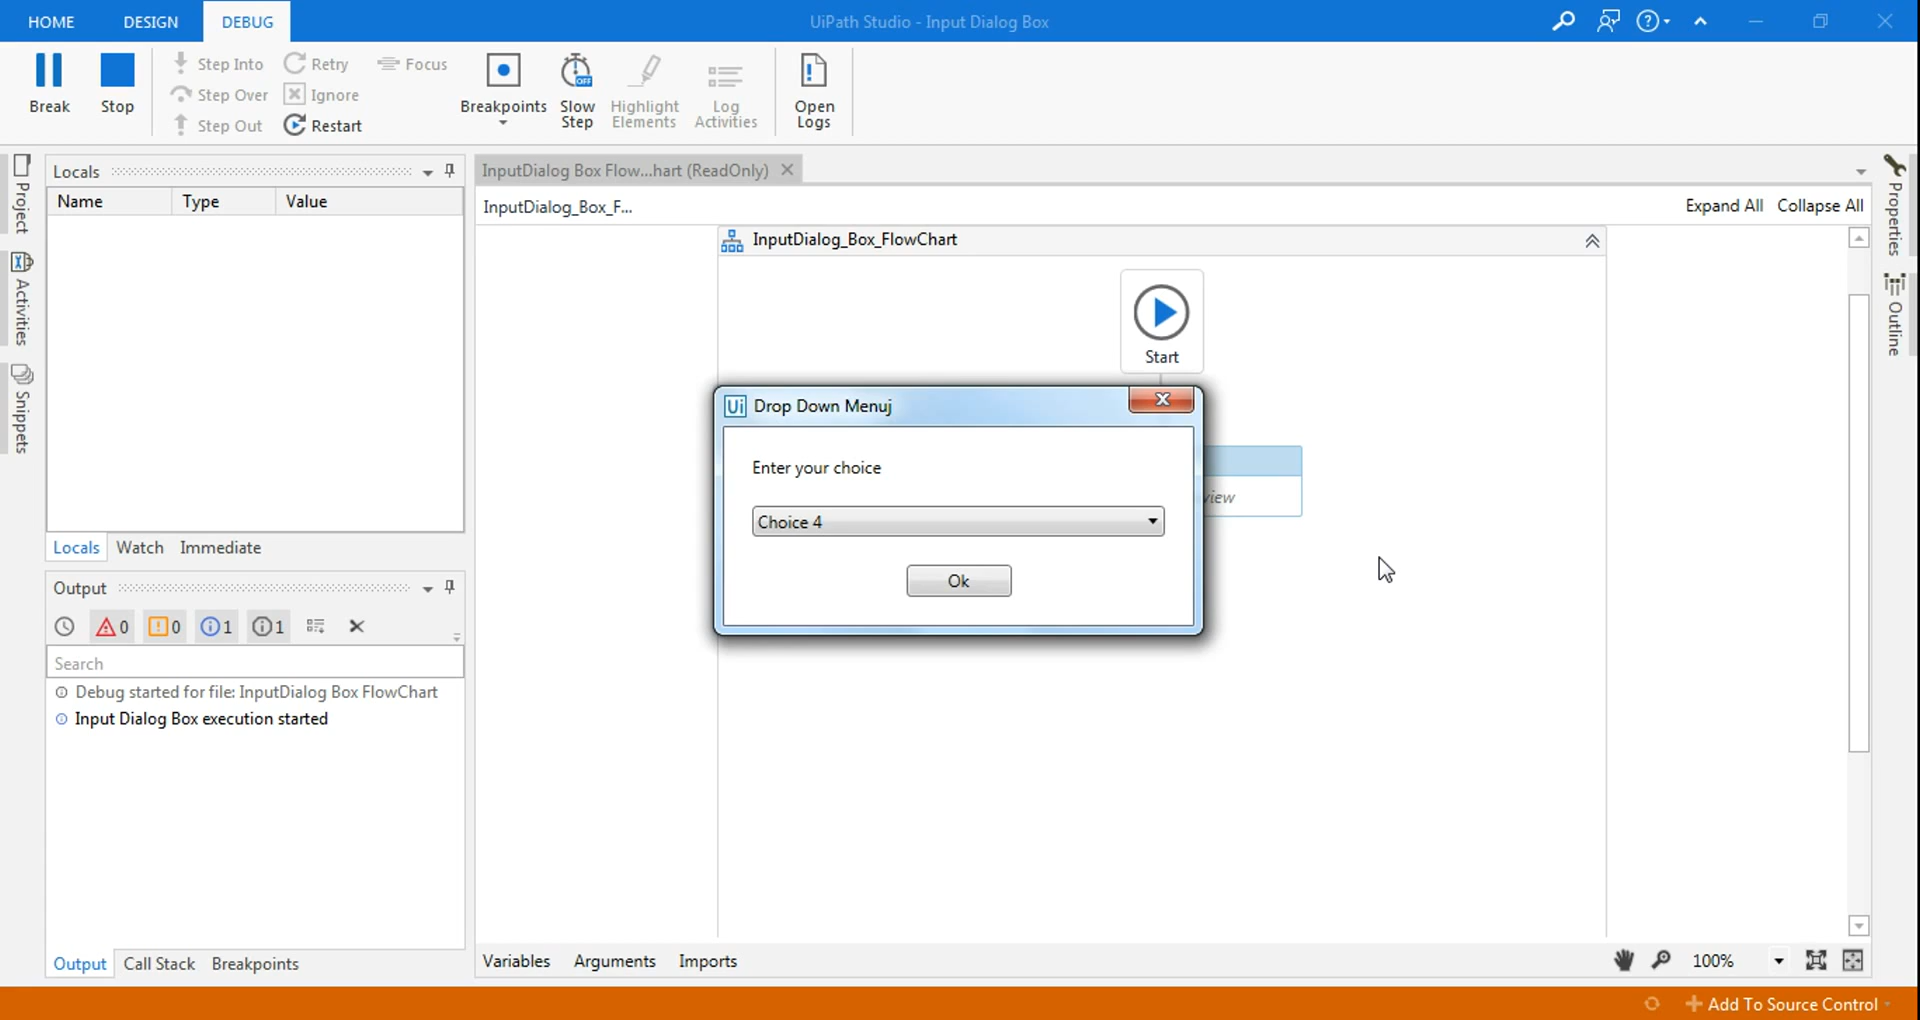 HOME DESIGN DEBUG UiPath Studio - Input Dialog Box
Break Stop
Step Into Retry Focus
Step Over Ignore
Step Out Restart
Breakpoints
Slow Step
Highlight Elements
Log Activities
Open Logs
Project
Activities
Snippets
Locals
Name Type Value
Locals Watch Immediate
Output
0 0 1 1
Search
Debug started for file: InputDialog Box FlowChart
Input Dialog Box execution started
Output Call Stack Breakpoints
InputDialog Box Flow...hart (ReadOnly)
InputDialog_Box_F...
Expand All Collapse All
InputDialog_Box_FlowChart
Start
Ui Drop Down Menuj
Enter your choice
Choice 4
Ok
view
Properties
Outline
Variables Arguments Imports
100%
Add To Source Control